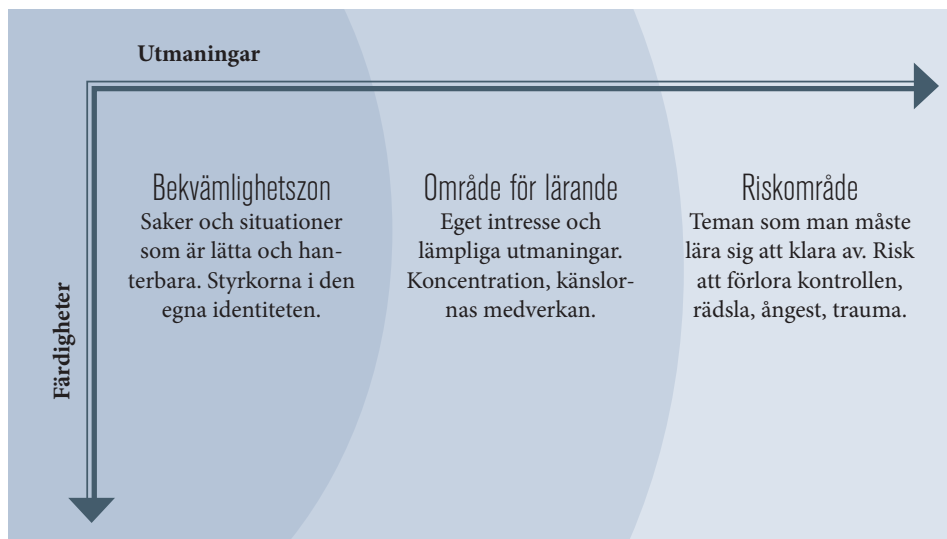 Utmaningar
Färdigheter
Bekvämlighetszon
Saker och situationer
som är lätta och han-
terbara. Styrkorna i den
egna identiteten.
Område för lärande
Eget intresse och
lämpliga utmaningar.
Koncentration, känslor-
nas medverkan.
Riskområde
Teman som man måste
lära sig att klara av. Risk
att förlora kontrollen,
rädsla, ångest, trauma.